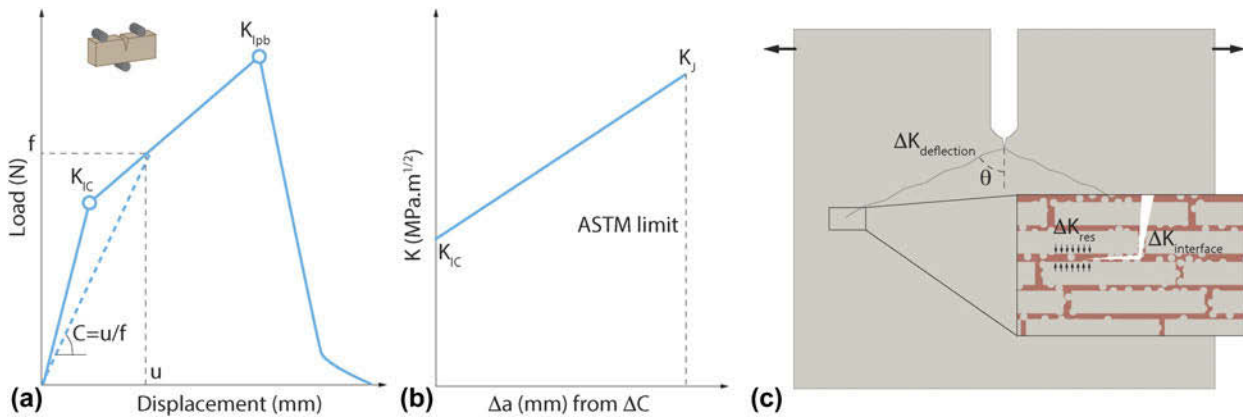 K_Ipb
f
K_IC
Load (N)
C=u/f
u
(a)
Displacement (mm)
K_J
K (MPa.m^1/2)
ASTM limit
K_IC
(b)
Δa (mm) from ΔC
ΔK_deflection
θ
ΔK_res
ΔK_interface
(c)